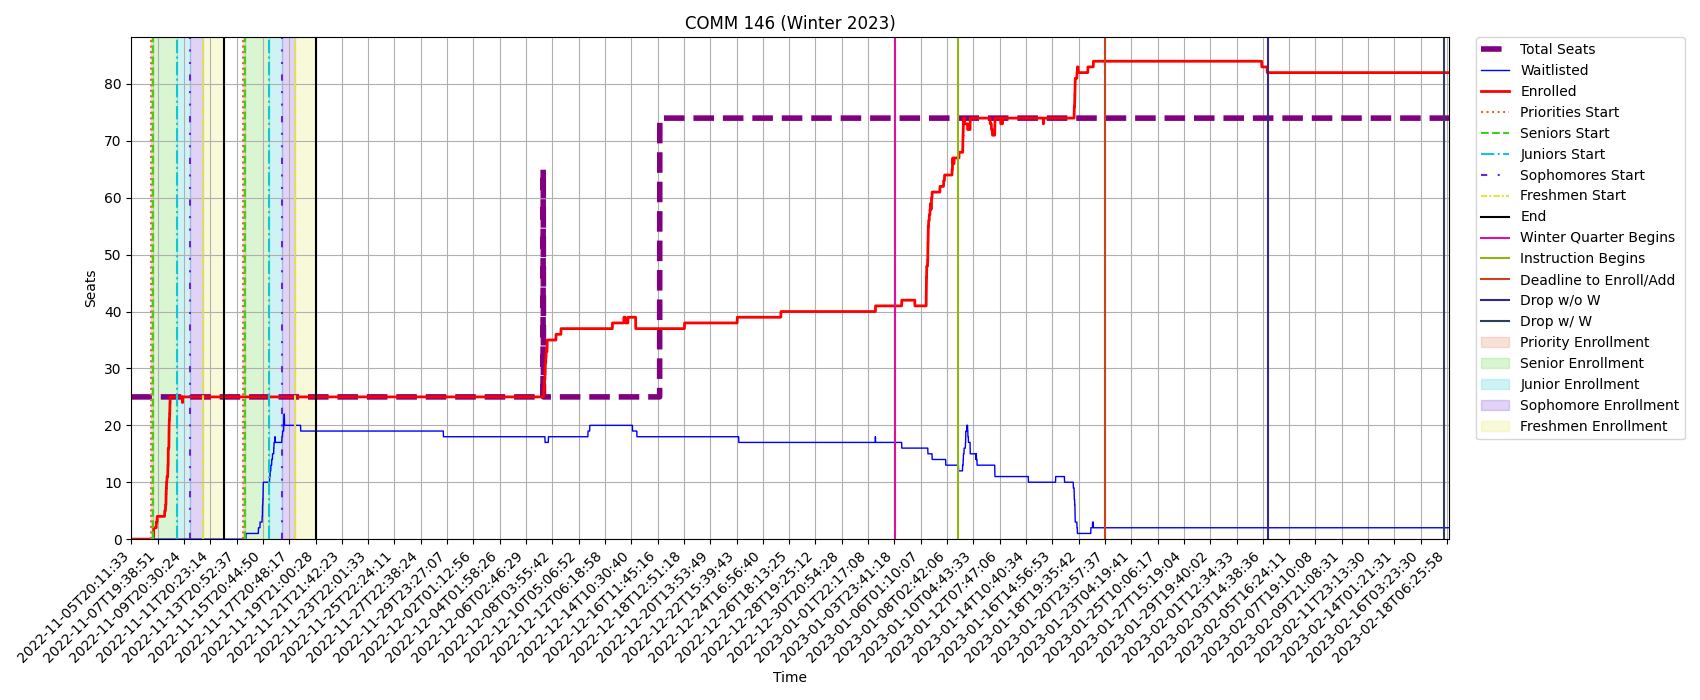 COMM 146 (Winter 2023)
Seats
80
70
60
50
40
30
20
10
0
2022-11-05T20:11:33
2022-11-07T19:38:51
2022-11-09T20:30:24
2022-11-11T20:23:14
2022-11-13T20:52:37
2022-11-15T20:44:50
2022-11-17T20:48:17
2022-11-19T21:00:28
2022-11-21T21:42:23
2022-11-23T22:01:33
2022-11-25T22:24:11
2022-11-27T22:38:24
2022-11-29T23:27:07
2022-12-02T01:12:56
2022-12-04T01:58:26
2022-12-06T02:46:29
2022-12-08T03:55:42
2022-12-10T05:06:52
2022-12-12T06:18:58
2022-12-14T10:30:40
2022-12-16T11:45:16
2022-12-18T12:51:18
2022-12-20T13:53:49
2022-12-22T15:39:43
2022-12-24T16:56:40
2022-12-26T18:13:25
2022-12-28T19:25:12
2022-12-30T20:54:28
2023-01-01T22:17:08
2023-01-03T23:41:18
2023-01-06T01:10:07
2023-01-08T02:42:06
2023-01-10T04:43:33
2023-01-12T07:47:06
2023-01-14T10:40:34
2023-01-16T14:56:53
2023-01-18T19:35:42
2023-01-20T23:57:37
2023-01-23T04:19:41
2023-01-25T10:06:17
2023-01-27T15:19:04
2023-01-29T19:40:02
2023-02-01T12:34:33
2023-02-03T14:38:36
2023-02-05T16:24:11
2023-02-07T19:10:08
2023-02-09T21:08:31
2023-02-11T23:13:30
2023-02-14T01:21:31
2023-02-16T03:23:30
2023-02-18T06:25:58
Time
Total Seats
Waitlisted
Enrolled
Priorities Start
Seniors Start
Juniors Start
Sophomores Start
Freshmen Start
End
Winter Quarter Begins
Instruction Begins
Deadline to Enroll/Add
Drop w/o W
Drop w/ W
Priority Enrollment
Senior Enrollment
Junior Enrollment
Sophomore Enrollment
Freshmen Enrollment